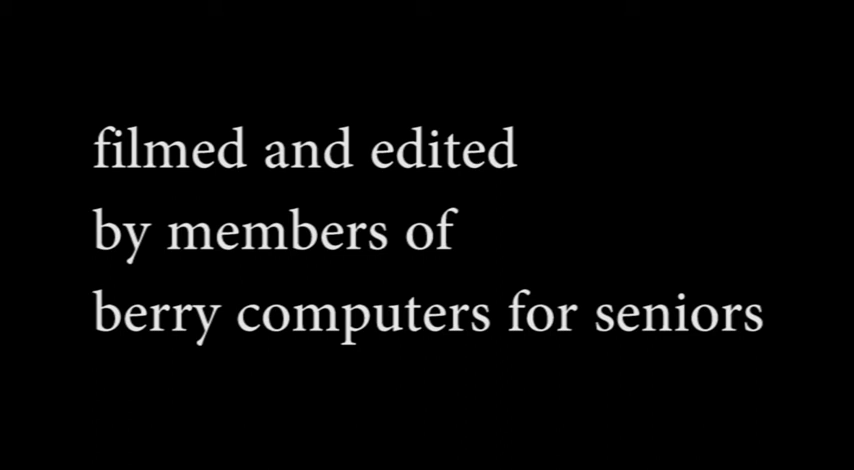 filmed and edited
by members of
berry computers for seniors